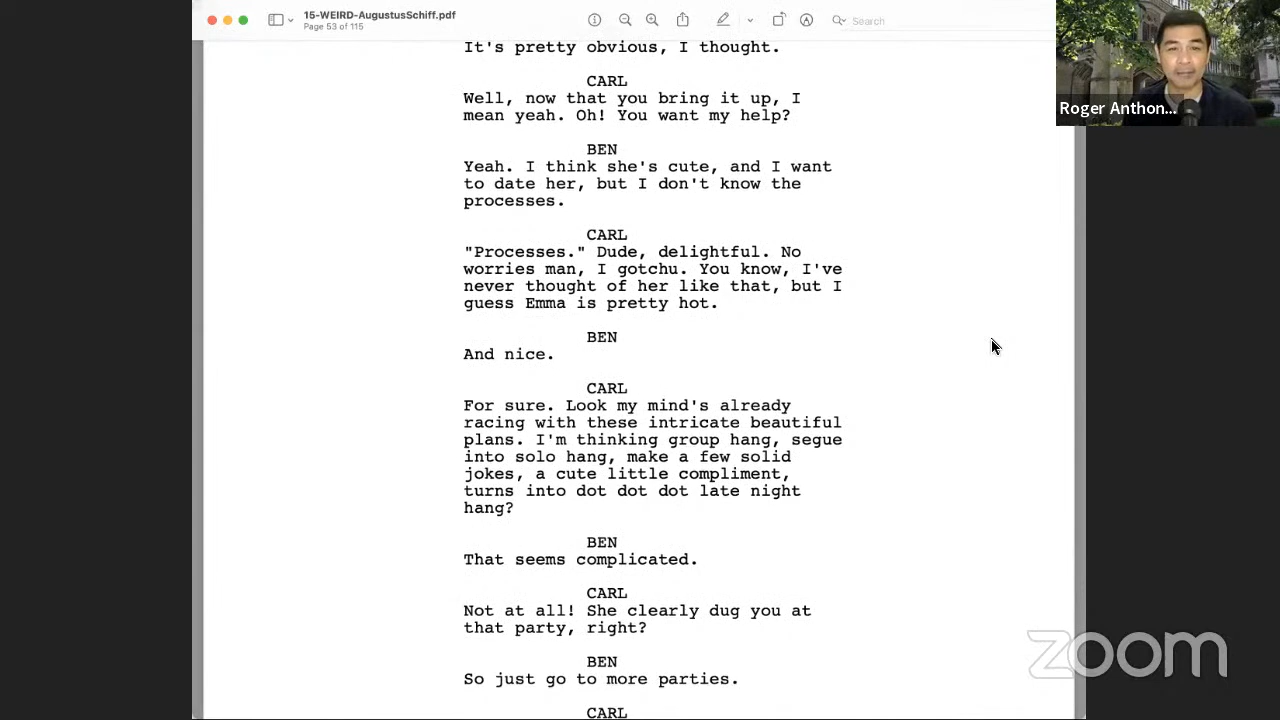 15-WEIRD-AugustusSchiff.pdf
Page 53 of 115
Search
Roger Anthon...
It's pretty obvious, I thought.
CARL
Well, now that you bring it up, I
mean yeah. Oh! You want my help?
BEN
Yeah. I think she's cute, and I want
to date her, but I don't know the
processes.
CARL
"Processes." Dude, delightful. No
worries man, I gotchu. You know, I've
never thought of her like that, but I
guess Emma is pretty hot.
BEN
And nice.
CARL
For sure. Look my mind's already
racing with these intricate beautiful
plans. I'm thinking group hang, segue
into solo hang, make a few solid
jokes, a cute little compliment,
turns into dot dot dot late night
hang?
BEN
That seems complicated.
CARL
Not at all! She clearly dug you at
that party, right?
BEN
So just go to more parties.
CARL
zoom